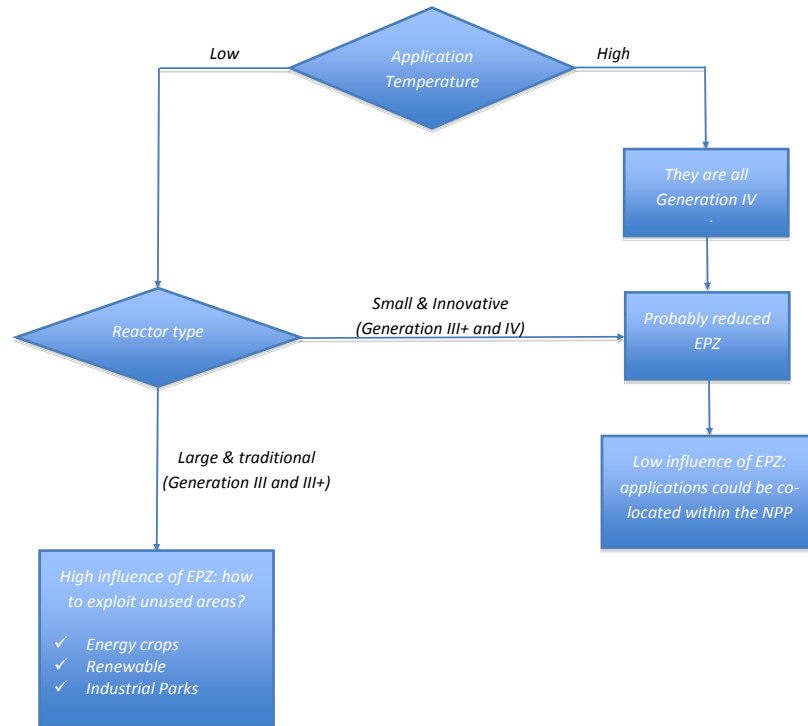 Low
Application
Temperature
High
They are all
Generation IV
.
Small & Innovative
(Generation III+ and IV)
Reactor type
Probably reduced
EPZ
Large & traditional
(Generation III and III+)
Low influence of EPZ:
applications could be co-
located within the NPP
High influence of EPZ: how
to exploit unused areas?
✓ Energy crops
✓ Renewable
✓ Industrial Parks